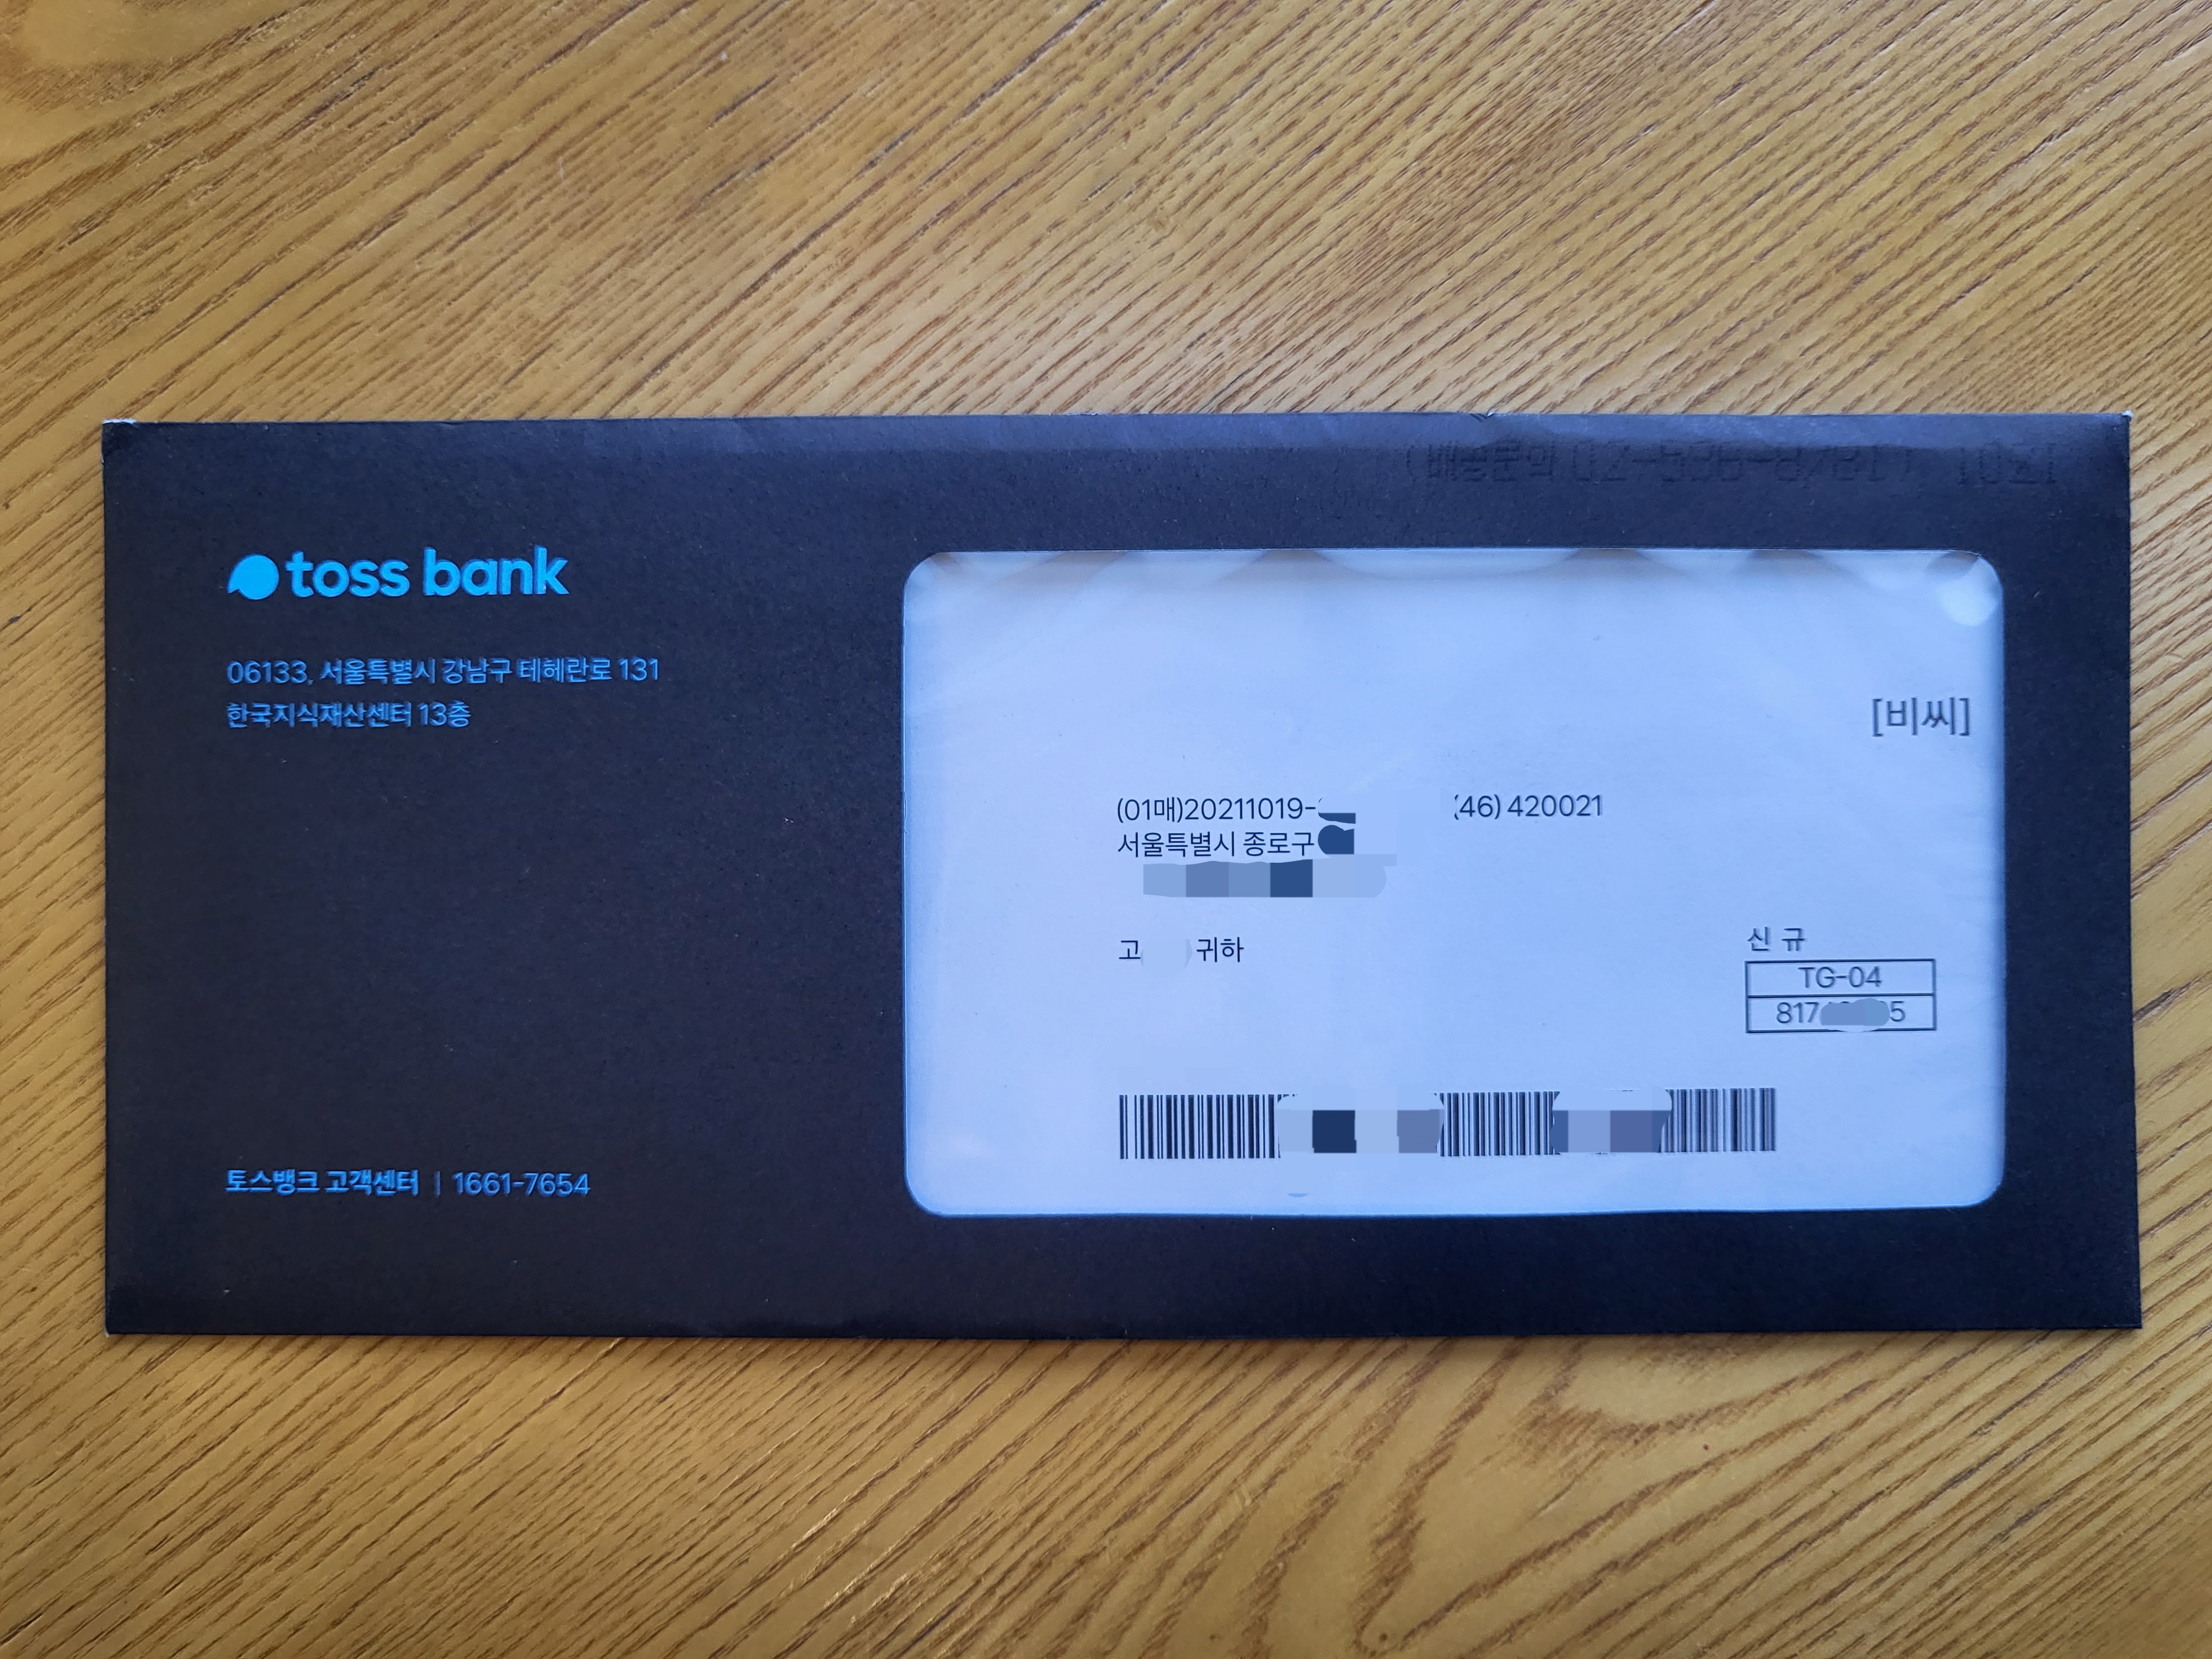 toss bank
06133, 서울특별시 강남구 테헤란로 131
한국지식재산센터 13층
토스뱅크 고객센터 | 1661-7654
[비씨]
(01매)20211019- (46) 420021
서울특별시 종로구
고 귀하
신 규
TG-04
817 5